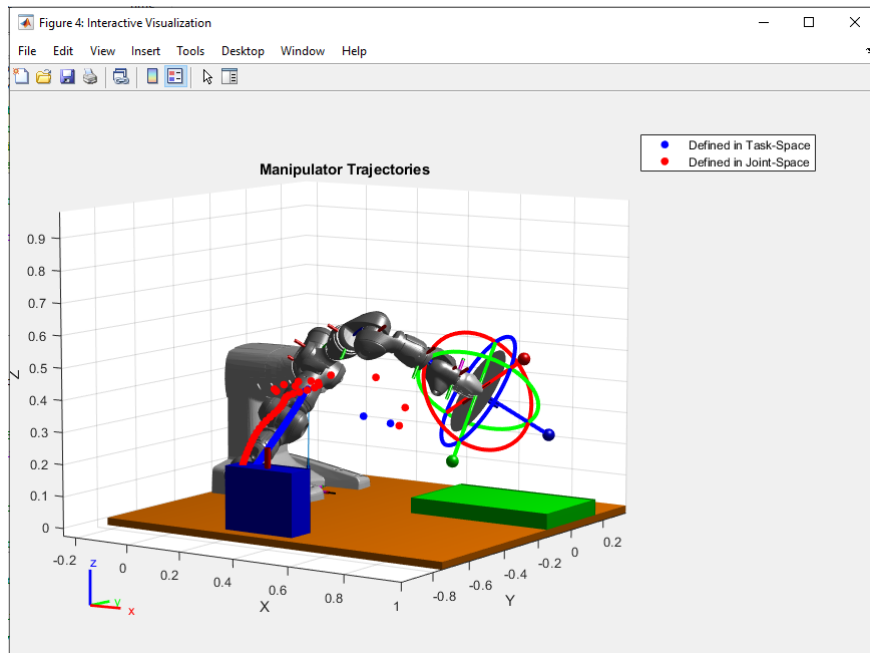 Figure 4: Interactive Visualization
File Edit View Insert Tools Desktop Window Help
Defined in Task-Space
Defined in Joint-Space
Manipulator Trajectories
0.9
0.8
0.7
0.6
0.5
0.4
0.3
0.2
0.1
0
Z
-0.2 0 0.2 0.4 0.6 0.8 1
X
-0.8 -0.6 -0.4 -0.2 0 0.2
Y
z
y
x